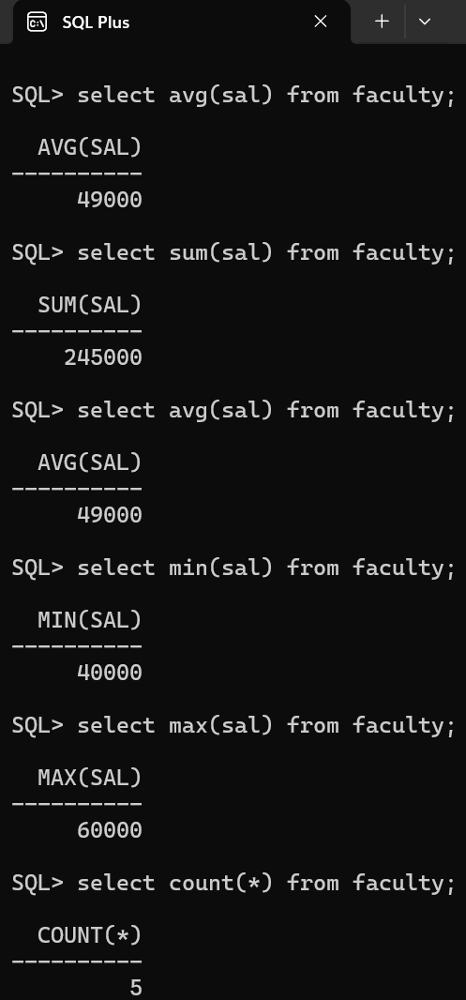 SQL Plus
SQL> select avg(sal) from faculty;
AVG(SAL)
----------
49000
SQL> select sum(sal) from faculty;
SUM(SAL)
----------
245000
SQL> select avg(sal) from faculty;
AVG(SAL)
----------
49000
SQL> select min(sal) from faculty;
MIN(SAL)
----------
40000
SQL> select max(sal) from faculty;
MAX(SAL)
----------
60000
SQL> select count(*) from faculty;
COUNT(*)
----------
5